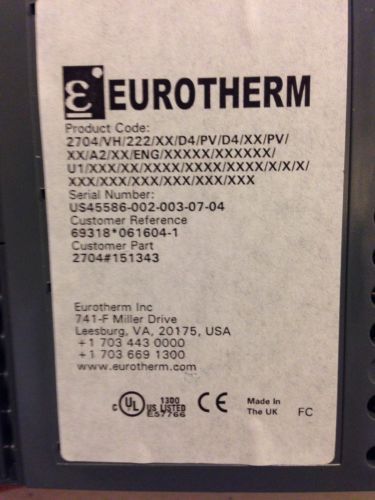 EUROTHERM
Product Code:
2704/VH/222/XX/D4/PV/D4/XX/PV/
XX/A2/XX/ENG/XXXXX/XXXXXX/
U1/XXX/XX/XXXX/XXXX/XXXX/X/X/X/
XXX/XXX/XXX/XXX/XXX/XXX
Serial Number:
US45586-002-003-07-04
Customer Reference
69318*061604-1
Customer Part
2704#151343
Eurotherm Inc
741-F Miller Drive
Leesburg, VA, 20175, USA
+1 703 443 0000
+1 703 669 1300
www.eurotherm.com
c UL US LISTED 1300 E57766 CE Made In The UK FC